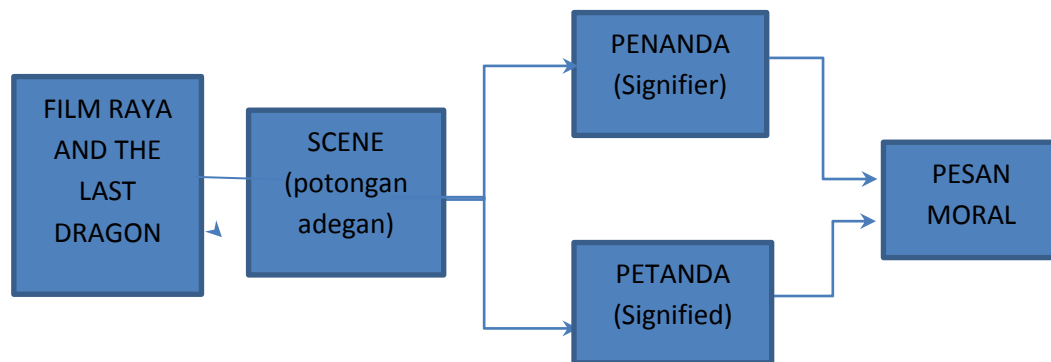 FILM RAYA
AND THE
LAST
DRAGON
SCENE
(potongan
adegan)
PENANDA
(Signifier)
PETANDA
(Signified)
PESAN
MORAL